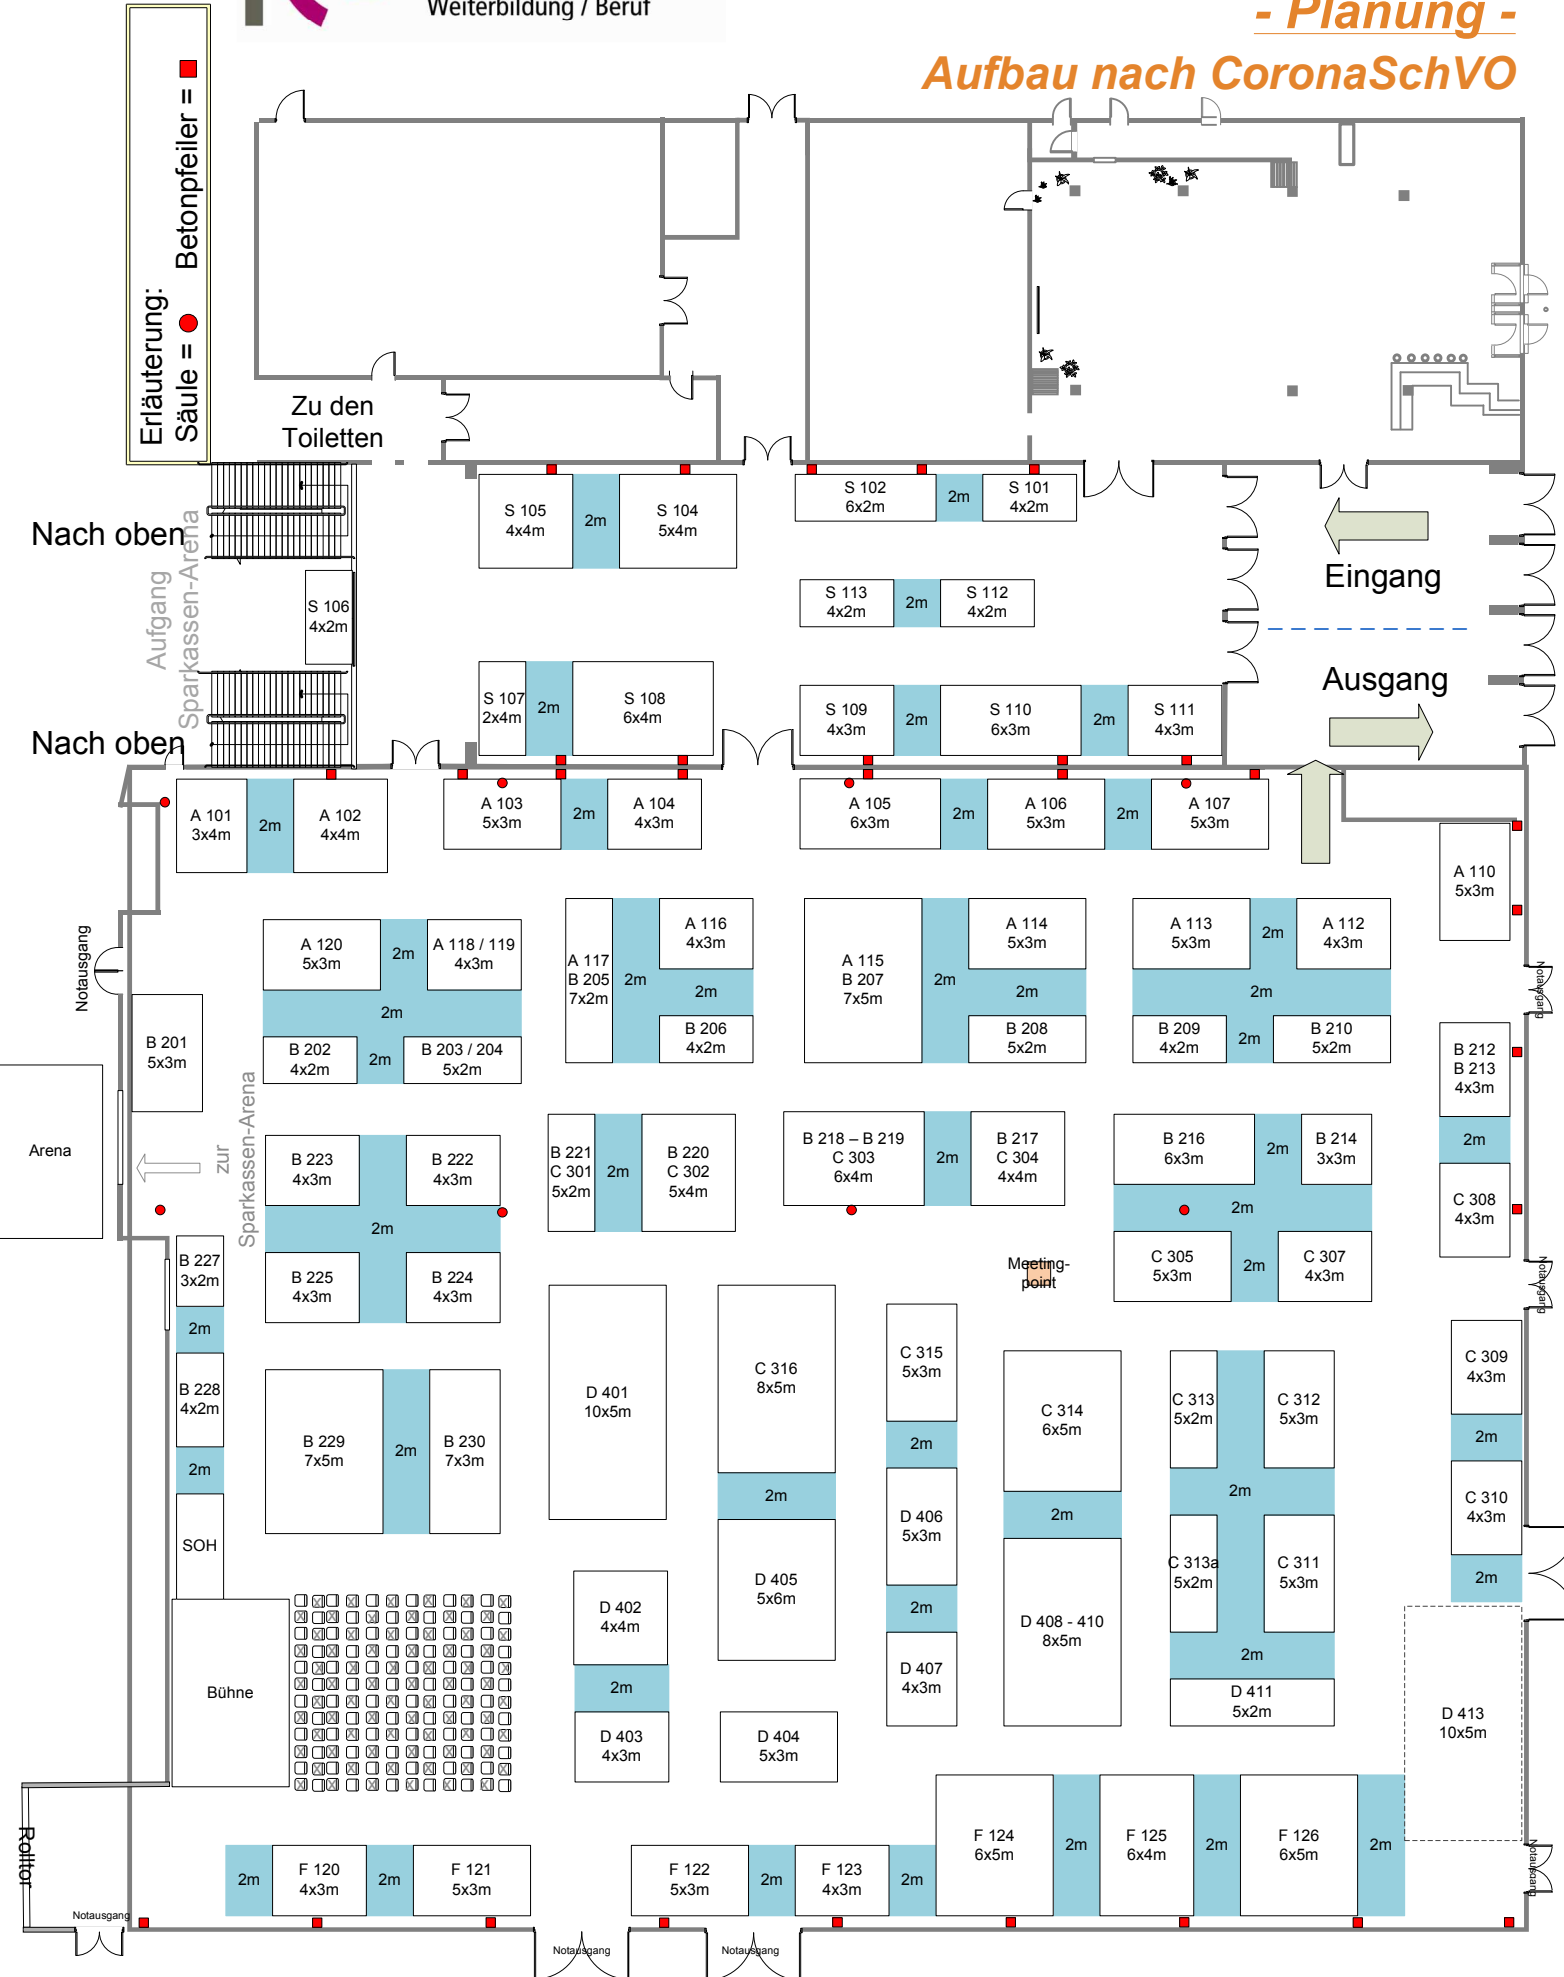 Weiterbildung / Beruf
- Planung -
Aufbau nach CoronaSchVO
Erläuterung:
Säule =
Betonpfeiler =
Zu den
Toiletten
Nach oben
Aufgang
Sparkassen-Arena
Nach oben
S 105
4x4m
2m
S 104
5x4m
S 102
6x2m
2m
S 101
4x2m
Eingang
S 106
4x2m
S 113
4x2m
2m
S 112
4x2m
Ausgang
S 107
2x4m
2m
S 108
6x4m
S 109
4x3m
2m
S 110
6x3m
2m
S 111
4x3m
A 101
3x4m
2m
A 102
4x4m
A 103
5x3m
2m
A 104
4x3m
A 105
6x3m
2m
A 106
5x3m
2m
A 107
5x3m
A 110
5x3m
Notausgang
A 120
5x3m
2m
A 118 / 119
4x3m
2m
B 202
4x2m
2m
B 203 / 204
5x2m
A 117
B 205
7x2m
2m
A 116
4x3m
2m
B 206
4x2m
A 115
B 207
7x5m
2m
A 114
5x3m
2m
B 208
5x2m
A 113
5x3m
2m
A 112
4x3m
2m
B 209
4x2m
2m
B 210
5x2m
Notausgang
B 201
5x3m
B 212
B 213
4x3m
2m
C 308
4x3m
Arena
zur
Sparkassen-Arena
B 223
4x3m
B 222
4x3m
2m
B 225
4x3m
B 224
4x3m
B 221
C 301
5x2m
2m
B 220
C 302
5x4m
B 218 – B 219
C 303
6x4m
2m
B 217
C 304
4x4m
B 216
6x3m
2m
B 214
3x3m
2m
C 305
5x3m
2m
C 307
4x3m
Meeting-
point
Notausgang
B 227
3x2m
2m
B 228
4x2m
2m
SOH
B 229
7x5m
2m
B 230
7x3m
D 401
10x5m
C 316
8x5m
2m
D 405
5x6m
C 315
5x3m
2m
D 406
5x3m
2m
D 407
4x3m
C 314
6x5m
2m
D 408 - 410
8x5m
C 313
5x2m
C 312
5x3m
2m
C 313a
5x2m
C 311
5x3m
2m
D 411
5x2m
C 309
4x3m
2m
C 310
4x3m
2m
D 413
10x5m
Bühne
D 402
4x4m
2m
D 403
4x3m
D 404
5x3m
Rolltor
2m
F 120
4x3m
2m
F 121
5x3m
F 122
5x3m
2m
F 123
4x3m
2m
F 124
6x5m
2m
F 125
6x4m
2m
F 126
6x5m
2m
Notausgang
Notausgang
Notausgang
Notausgang